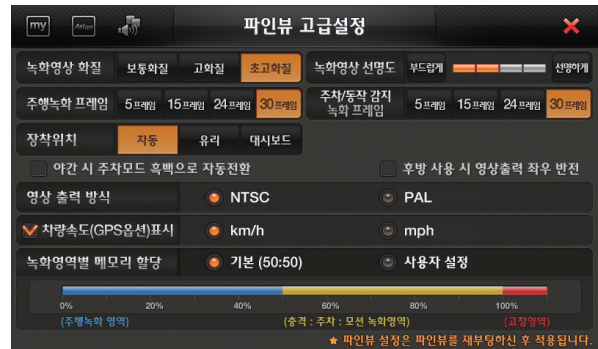 my Atlan 파인뷰 고급설정
녹화영상 화질 보통화질 고화질 초고화질 녹화영상 선명도 부드럽게 선명하게
주행녹화 프레임 5프레임 15프레임 24프레임 30프레임 주차/동작 감지 녹화 프레임 5프레임 15프레임 24프레임 30프레임
장착위치 자동 유리 대시보드
야간 시 주차모드 흑백으로 자동전환 후방 사용 시 영상출력 좌우 반전
영상 출력 방식 NTSC PAL
차량속도(GPS옵션)표시 km/h mph
녹화영역별 메모리 할당 기본 (50:50) 사용자 설정
0% 20% 40% 60% 80% 100%
(주행녹화 영역) (충격 : 주차 : 모션 녹화영역) (고정영역)
★ 파인뷰 설정은 파인뷰를 재부팅하신 후 적용됩니다.